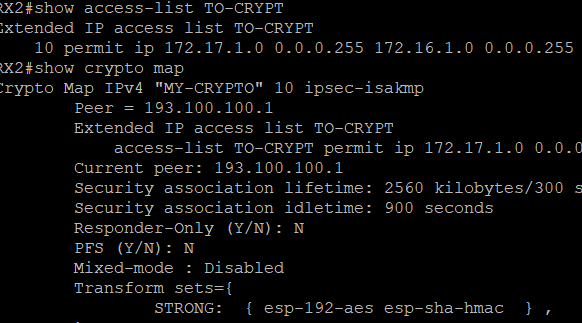 RX2#show access-list TO-CRYPT
Extended IP access list TO-CRYPT
10 permit ip 172.17.1.0 0.0.0.255 172.16.1.0 0.0.0.255
RX2#show crypto map
Crypto Map IPv4 "MY-CRYPTO" 10 ipsec-isakmp
Peer = 193.100.100.1
Extended IP access list TO-CRYPT
access-list TO-CRYPT permit ip 172.17.1.0 0.0.0
Current peer: 193.100.100.1
Security association lifetime: 2560 kilobytes/300 s
Security association idletime: 900 seconds
Responder-Only (Y/N): N
PFS (Y/N): N
Mixed-mode : Disabled
Transform sets={
STRONG:  { esp-192-aes esp-sha-hmac  } ,